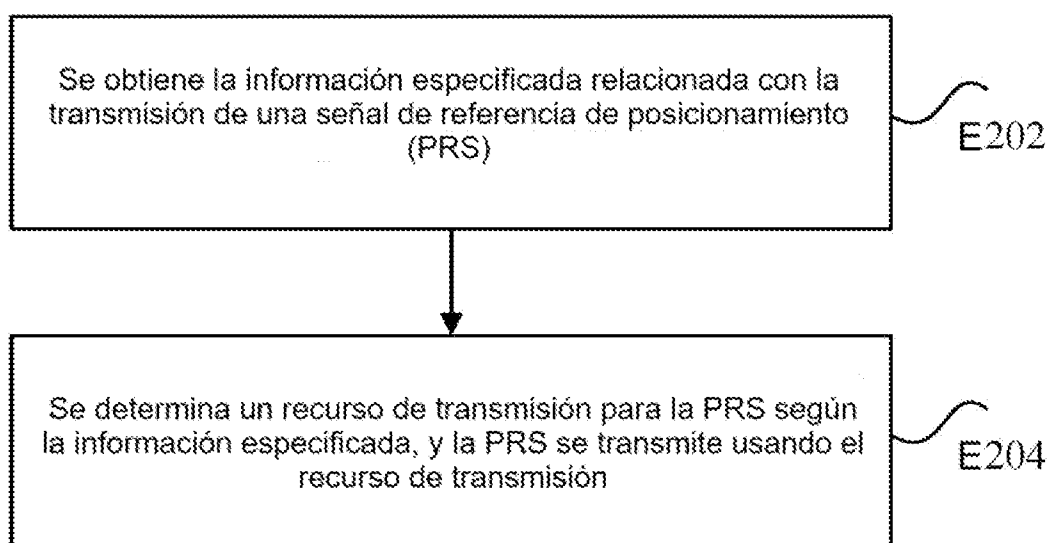 Se obtiene la información especificada relacionada con la
transmisión de una señal de referencia de posicionamiento
(PRS)
E202
Se determina un recurso de transmisión para la PRS según
la información especificada, y la PRS se transmite usando el
recurso de transmisión
E204